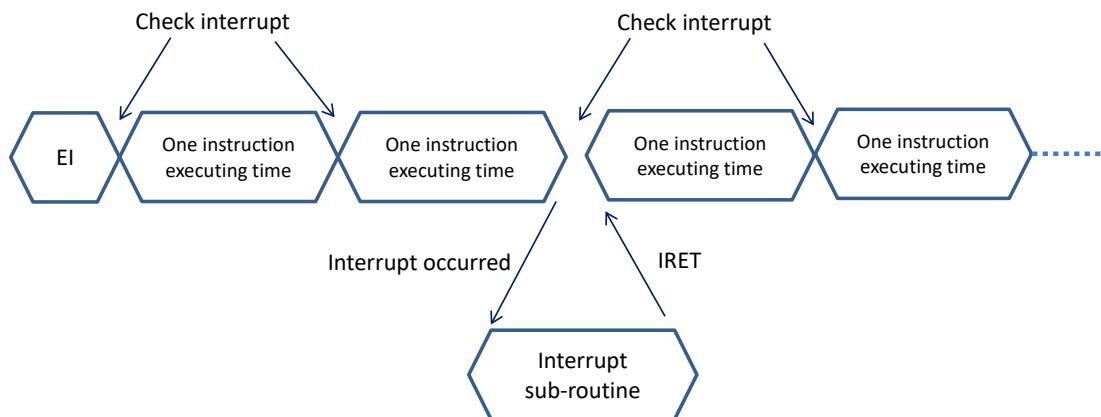 Check interrupt
Check interrupt
EI
One instruction
executing time
One instruction
executing time
One instruction
executing time
One instruction
executing time
Interrupt occurred
IRET
Interrupt
sub-routine